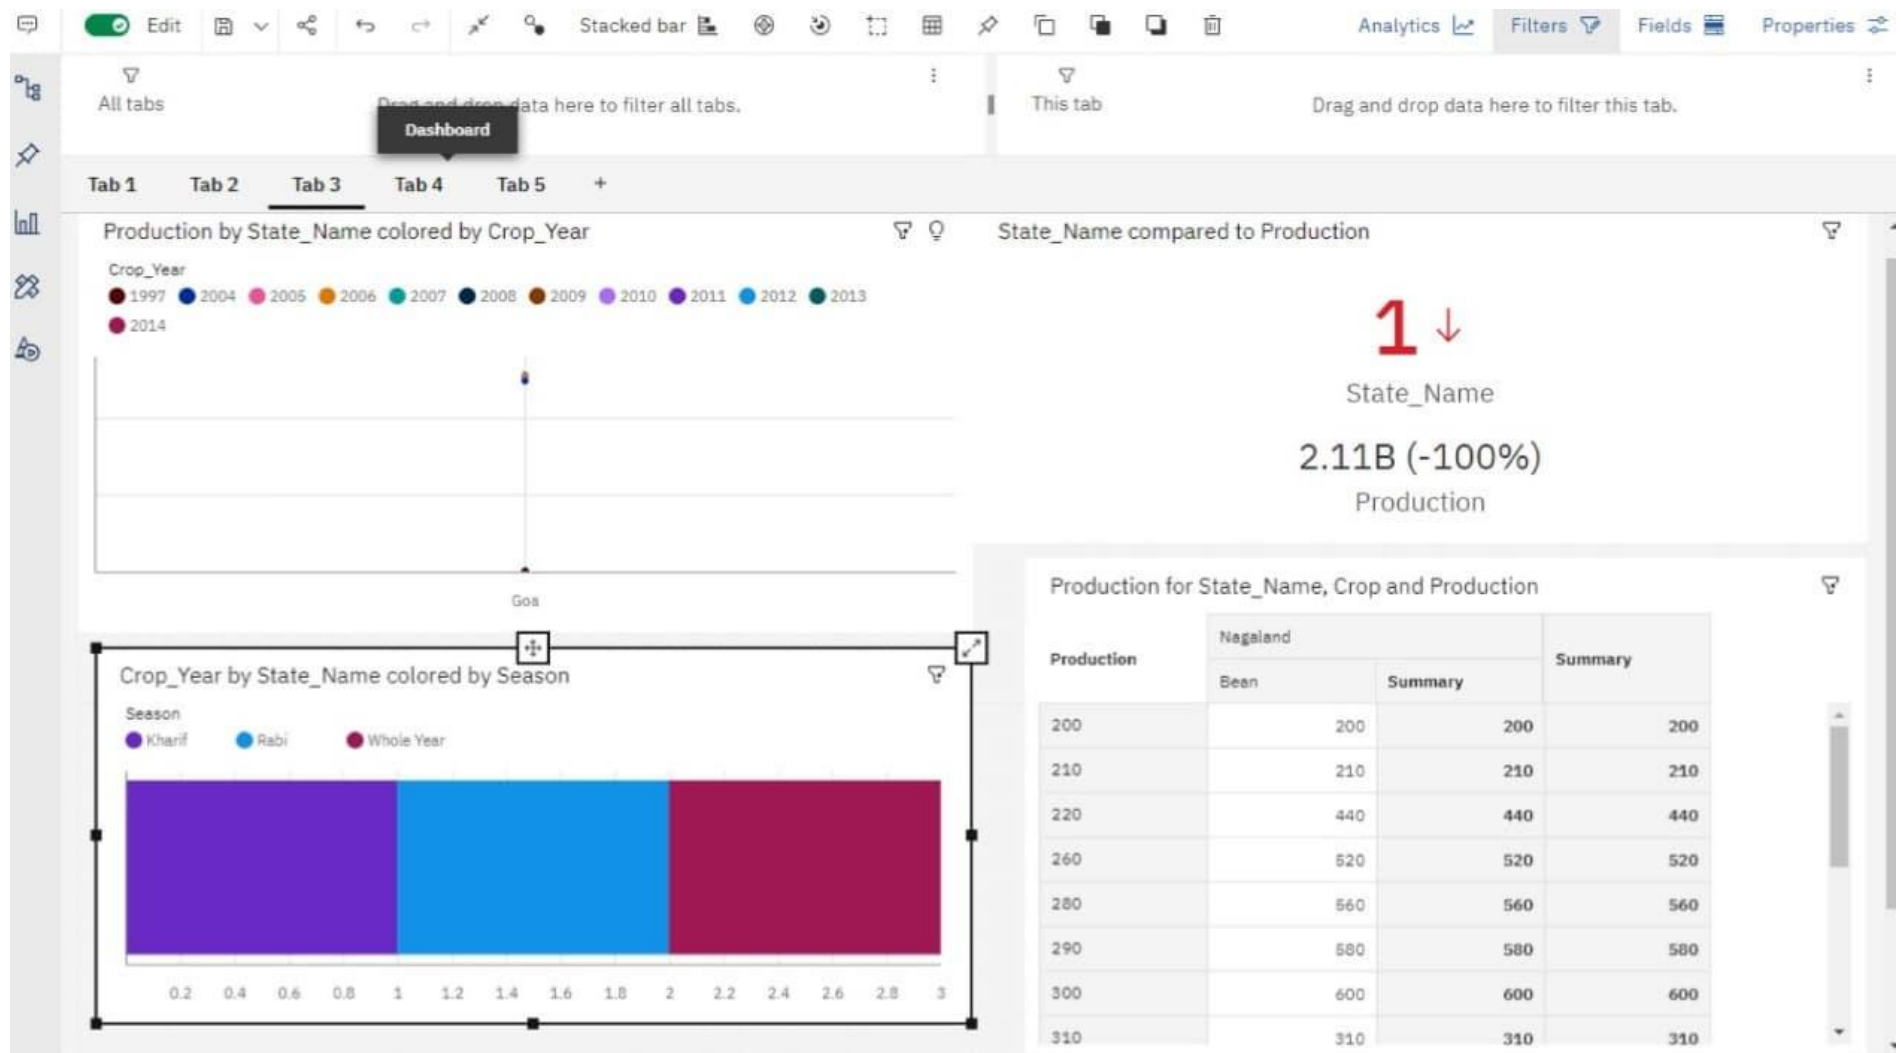 Edit
Stacked bar
Analytics
Filters
Fields
Properties
All tabs
Drag and drop data here to filter all tabs.
This tab
Drag and drop data here to filter this tab.
Dashboard
Tab 1
Tab 2
Tab 3
Tab 4
Tab 5
+
Production by State_Name colored by Crop_Year
Crop_Year
1997 2004 2005 2006 2007 2008 2009 2010 2011 2012 2013
2014
Goa
State_Name compared to Production
1
State_Name
2.11B (-100%)
Production
Crop_Year by State_Name colored by Season
Season
Kharif Rabi Whole Year
0.2 0.4 0.6 0.8 1 1.2 1.4 1.6 1.8 2 2.2 2.4 2.6 2.8 3
Production for State_Name, Crop and Production
Production Nagaland Summary
Bean Summary
200 200 200 200
210 210 210 210
220 440 440 440
260 520 520 520
280 560 560 560
290 580 580 580
300 600 600 600
310 310 310 310